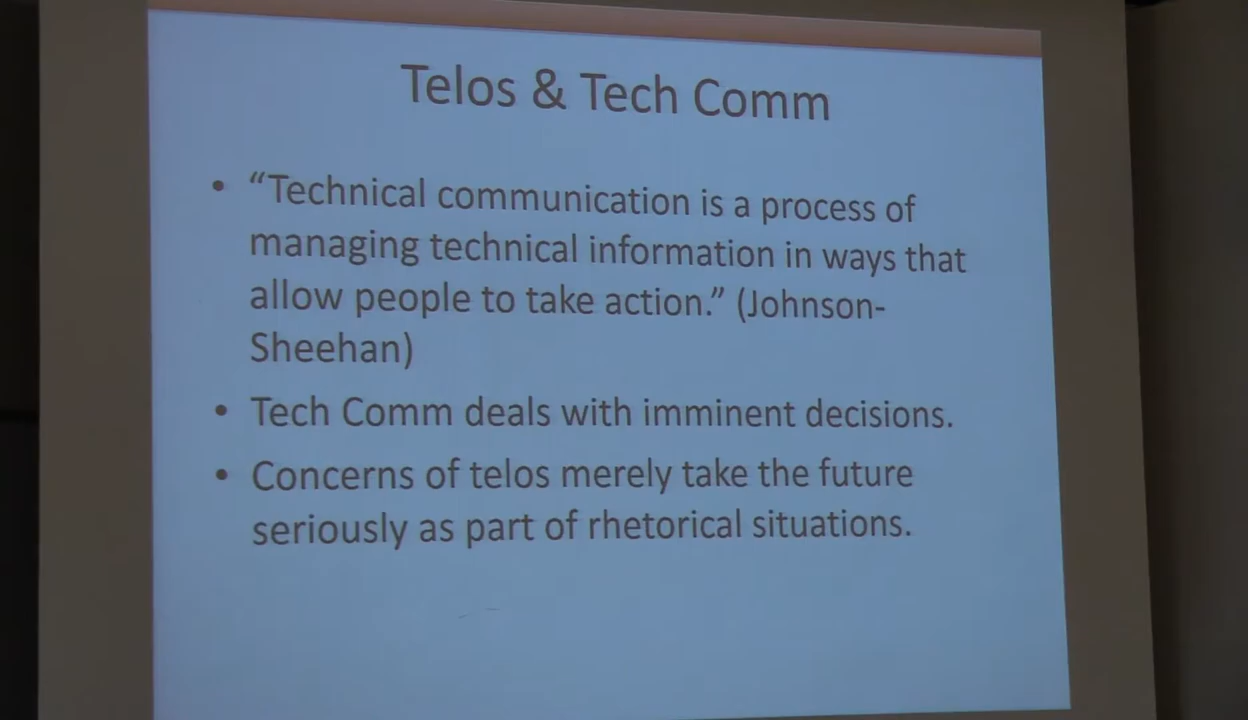 Telos & Tech Comm
• “Technical communication is a process of
managing technical information in ways that
allow people to take action.” (Johnson-
Sheehan)
• Tech Comm deals with imminent decisions.
• Concerns of telos merely take the future
seriously as part of rhetorical situations.